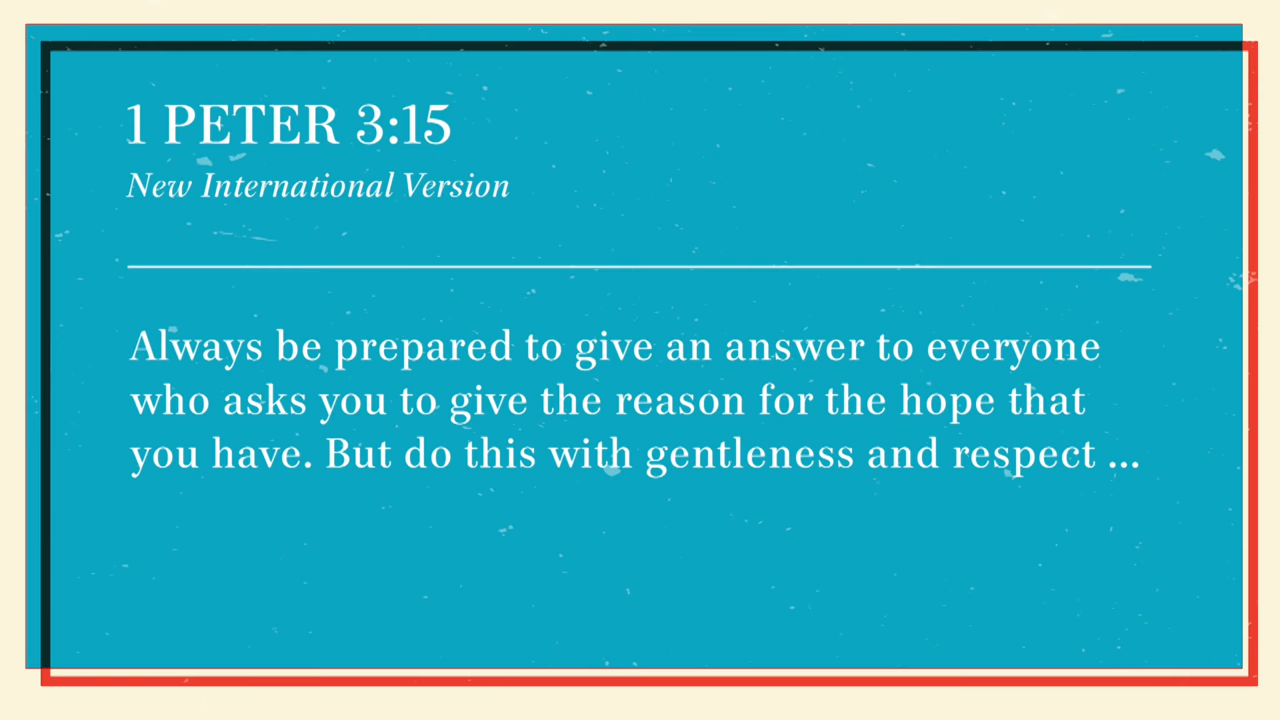 1 PETER 3:15
New International Version
Always be prepared to give an answer to everyone
who asks you to give the reason for the hope that
you have. But do this with gentleness and respect ...